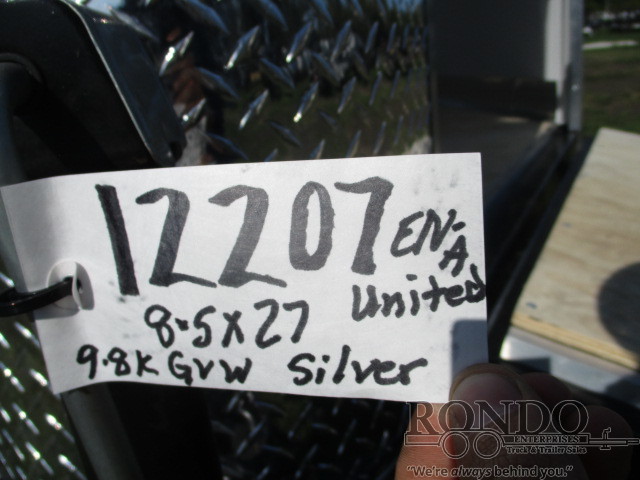 12207 EN-A
United
8.5X27
9.8K GVW Silver
RONDO
ENTERPRISES
Truck & Trailer Sales
"We're always behind you."